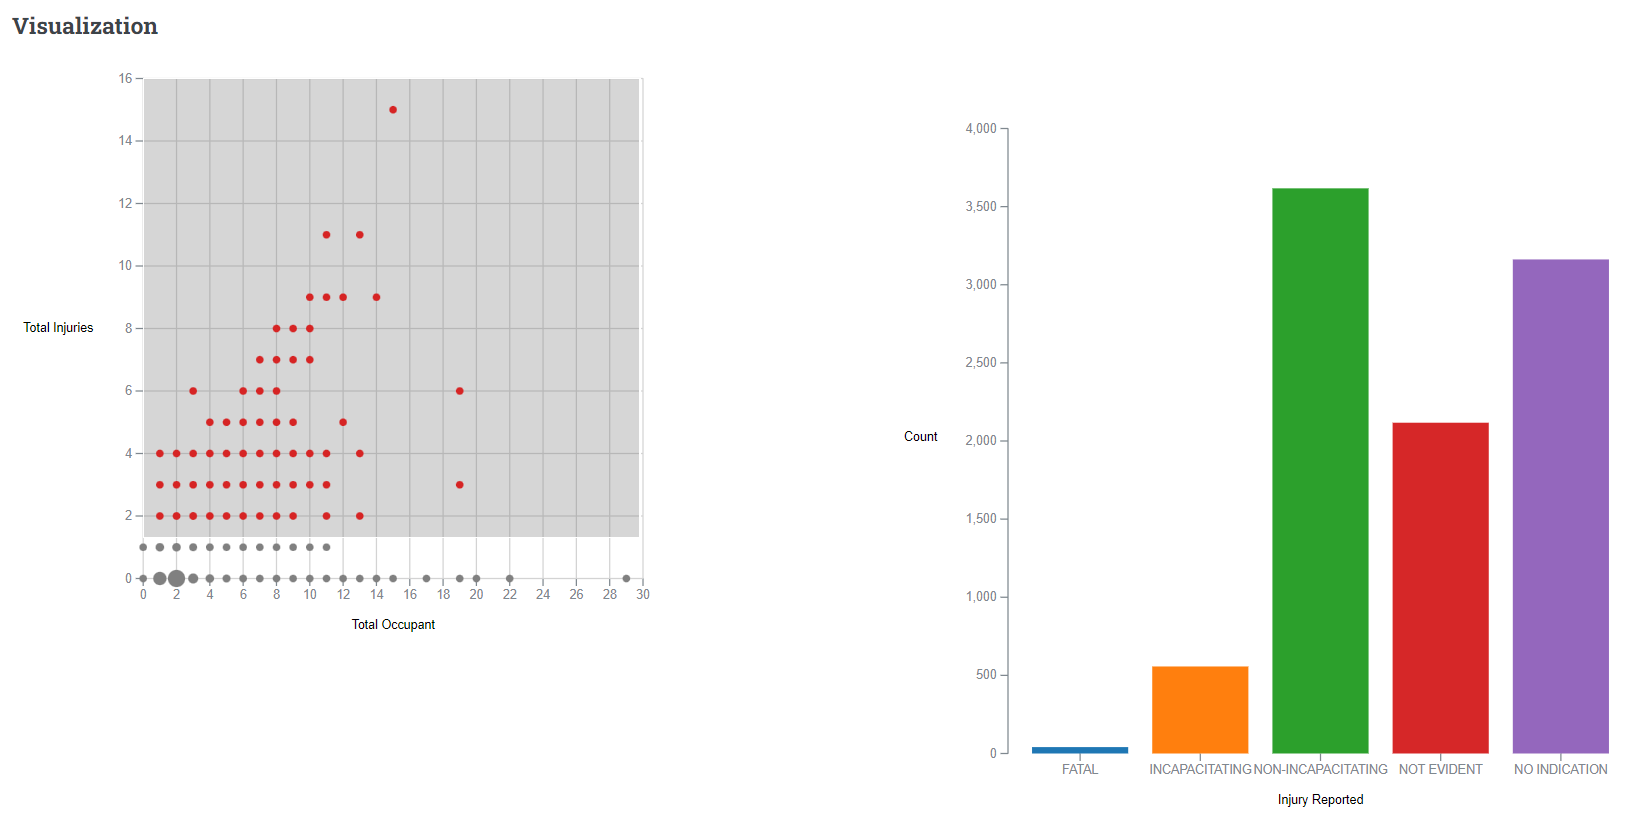 Visualization
16
14
12
10
8
6
4
2
0
Total Injuries
0 2 4 6 8 10 12 14 16 18 20 22 24 26 28 30
Total Occupant
4,000
3,500
3,000
2,500
2,000
1,500
1,000
500
0
Count
FATAL INCAPACITATING NON-INCAPACITATING NOT EVIDENT NO INDICATION
Injury Reported